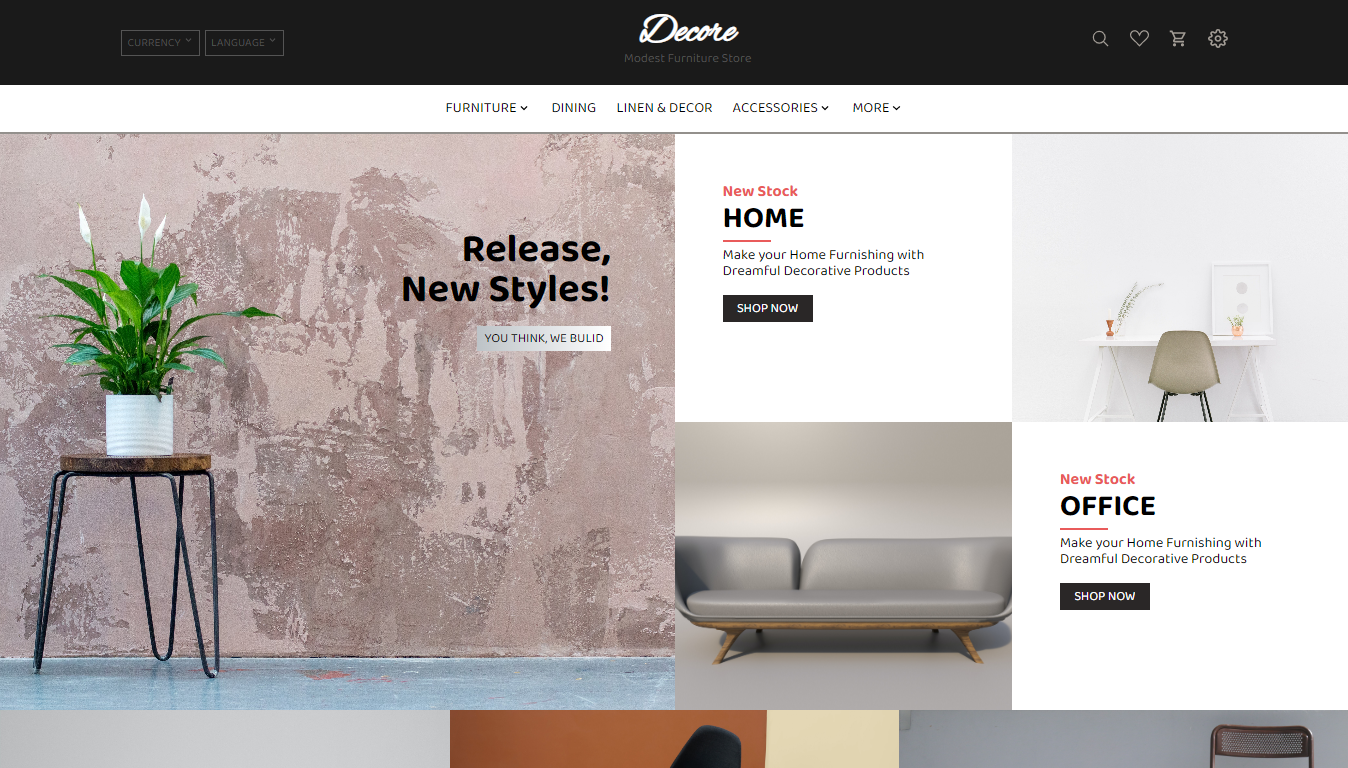 CURRENCY
LANGUAGE
Decore
Modest Furniture Store
FURNITURE
DINING
LINEN & DECOR
ACCESSORIES
MORE
Release,
New Styles!
YOU THINK, WE BULID
New Stock
HOME
Make your Home Furnishing with
Dreamful Decorative Products
SHOP NOW
New Stock
OFFICE
Make your Home Furnishing with
Dreamful Decorative Products
SHOP NOW